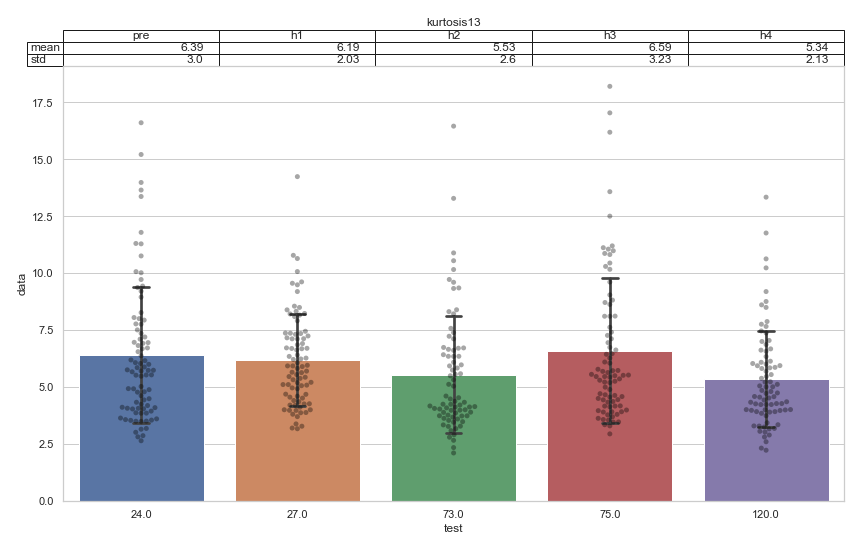 kurtosis13
pre h1 h2 h3 h4
mean 6.39 6.19 5.53 6.59 5.34
std 3.0 2.03 2.6 3.23 2.13
17.5
15.0
12.5
10.0
7.5
5.0
2.5
0.0
data
24.0 27.0 73.0 75.0 120.0
test